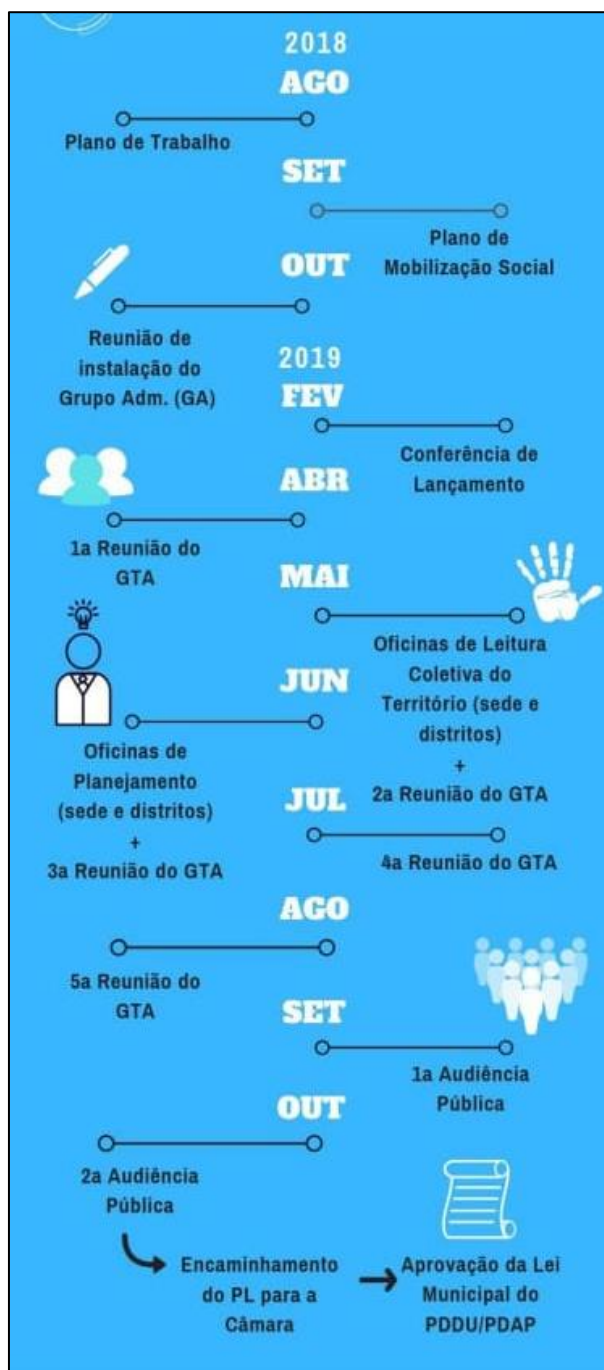 2018
AGO
Plano de Trabalho
SET
Plano de
Mobilização Social
OUT
Reunião de
instalação do
Grupo Adm. (GA)
2019
FEV
Conferência de
Lançamento
ABR
1a Reunião do
GTA
MAI
Oficinas de Leitura
Coletiva do
Território (sede e
distritos)
+
2a Reunião do GTA
JUN
Oficinas de
Planejamento
(sede e distritos)
+
3a Reunião do GTA
JUL
4a Reunião do GTA
AGO
5a Reunião do
GTA
SET
1a Audiência
Pública
OUT
2a Audiência
Pública
Encaminhamento
do PL para a
Câmara
Aprovação da Lei
Municipal do
PDDU/PDAP